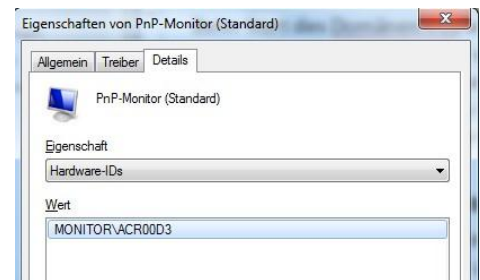 Eigenschaften von PnP-Monitor (Standard)
Allgemein Treiber Details
PnP-Monitor (Standard)
Eigenschaft
Hardware-IDs
Wert
MONITOR\ACR00D3